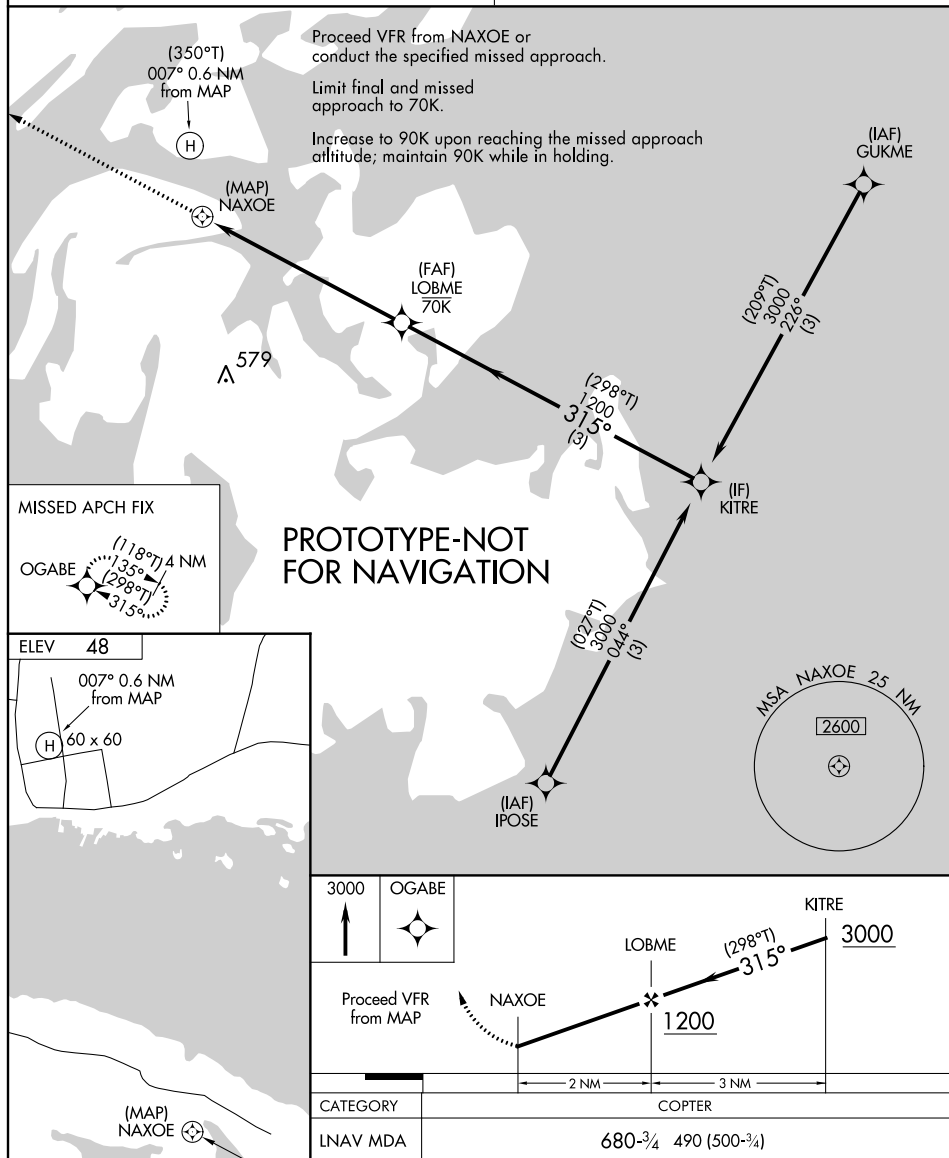 Proceed VFR from NAXOE or
conduct the specified missed approach.
Limit final and missed
approach to 70K.
Increase to 90K upon reaching the missed approach
altitude; maintain 90K while in holding.
(350°T)
007° 0.6 NM
from MAP
H
(MAP)
NAXOE
(IAF)
GUKME
(FAF)
LOBME
70K
(209°T)
3000
226°
(3)
579
(298°T)
1200
315°
(3)
(IF)
KITRE
MISSED APCH FIX
OGABE
(118°T)
135°
4 NM
(298°T)
315°
PROTOTYPE-NOT
FOR NAVIGATION
(027°T)
3000
044°
(3)
(IAF)
IPOSE
MSA NAXOE 25 NM
2600
ELEV 48
007° 0.6 NM
from MAP
H 60 x 60
(MAP)
NAXOE
3000
OGABE
Proceed VFR
from MAP
NAXOE
LOBME
KITRE
(298°T)
315°
3000
1200
2 NM
3 NM
CATEGORY
COPTER
LNAV MDA
680-¾ 490 (500-¾)